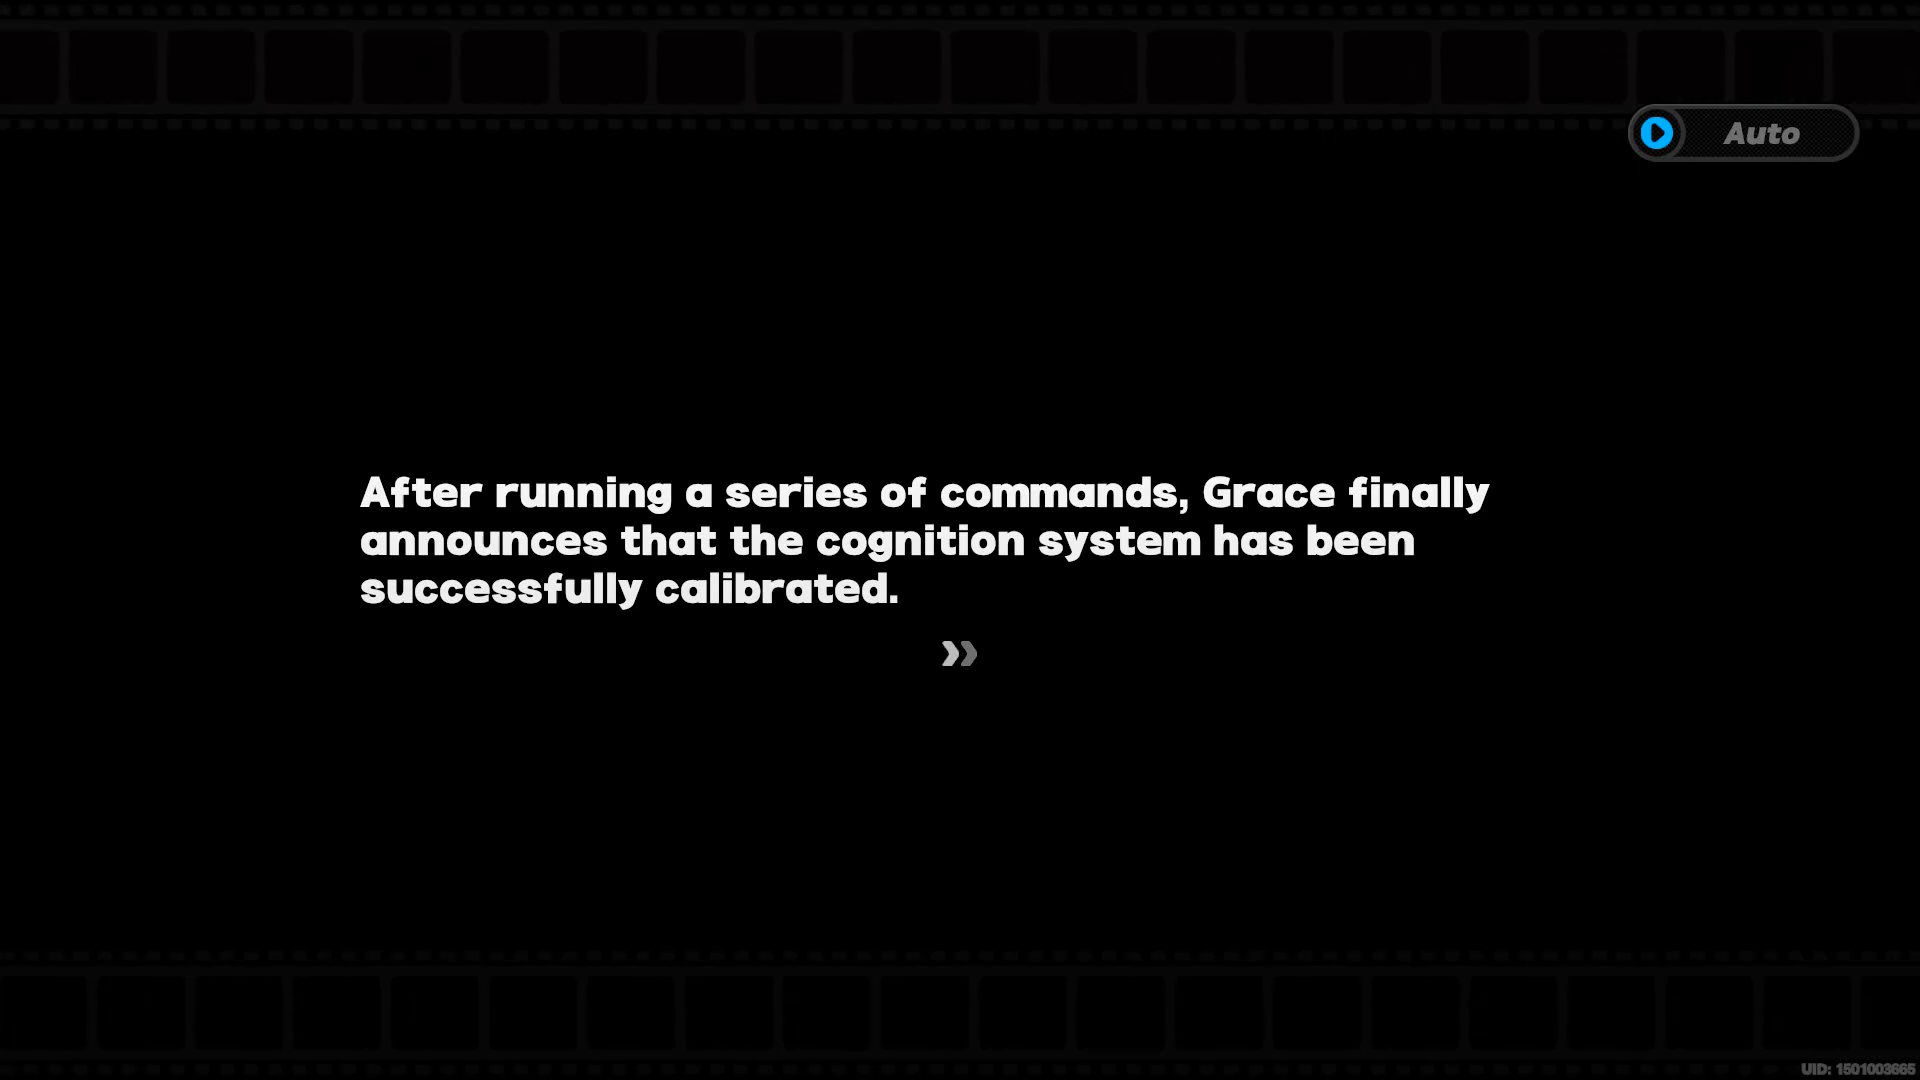 Auto
After running a series of commands, Grace finally
announces that the cognition system has been
successfully calibrated.
UID: 1501003665